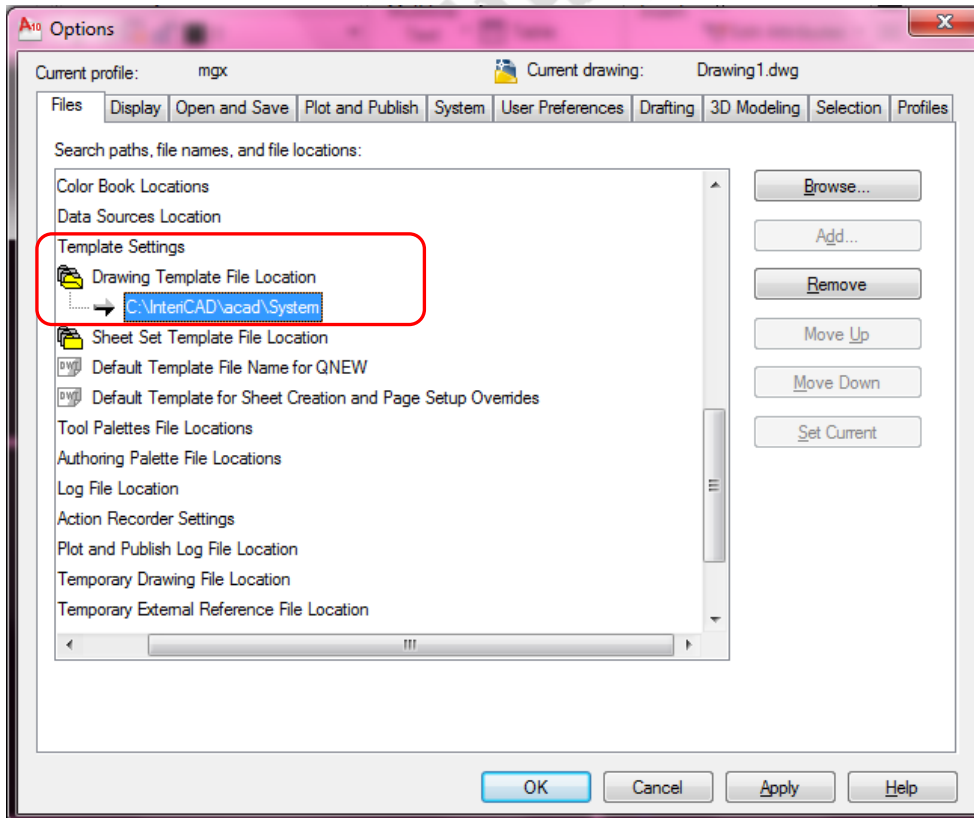 A10 Options
Current profile: mgx Current drawing: Drawing1.dwg
Files Display Open and Save Plot and Publish System User Preferences Drafting 3D Modeling Selection Profiles
Search paths, file names, and file locations:
Color Book Locations
Browse...
Data Sources Location
Add...
Template Settings
Drawing Template File Location
Remove
C:\InteriCAD\acad\System
Sheet Set Template File Location
Move Up
DWT Default Template File Name for QNEW
Move Down
DWT Default Template for Sheet Creation and Page Setup Overrides
Tool Palettes File Locations
Set Current
Authoring Palette File Locations
Log File Location
Action Recorder Settings
Plot and Publish Log File Location
Temporary Drawing File Location
Temporary External Reference File Location
OK Cancel Apply Help